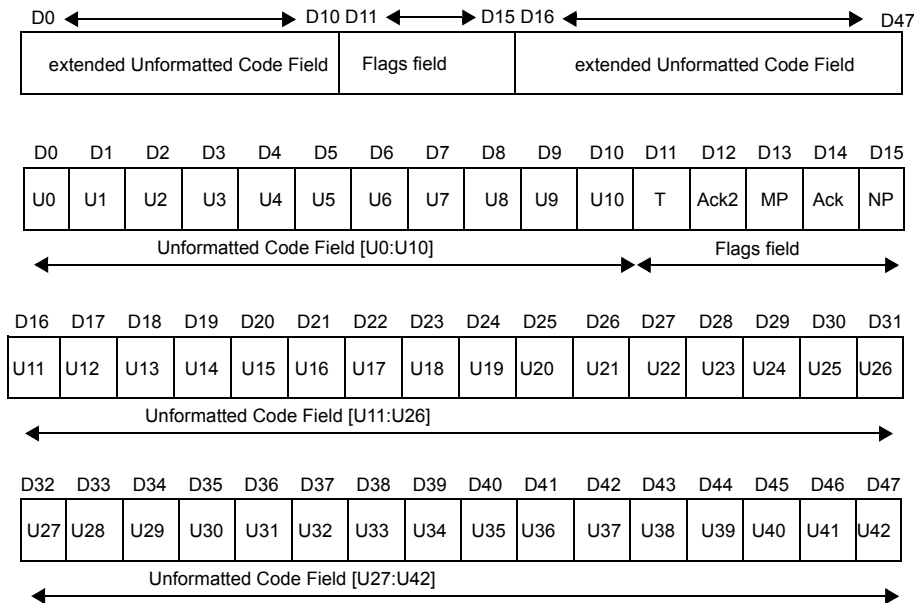 D0 D10 D11 D15 D16 D47
extended Unformatted Code Field Flags field extended Unformatted Code Field
D0 D1 D2 D3 D4 D5 D6 D7 D8 D9 D10 D11 D12 D13 D14 D15
U0 U1 U2 U3 U4 U5 U6 U7 U8 U9 U10 T Ack2 MP Ack NP
Unformatted Code Field [U0:U10] Flags field
D16 D17 D18 D19 D20 D21 D22 D23 D24 D25 D26 D27 D28 D29 D30 D31
U11 U12 U13 U14 U15 U16 U17 U18 U19 U20 U21 U22 U23 U24 U25 U26
Unformatted Code Field [U11:U26]
D32 D33 D34 D35 D36 D37 D38 D39 D40 D41 D42 D43 D44 D45 D46 D47
U27 U28 U29 U30 U31 U32 U33 U34 U35 U36 U37 U38 U39 U40 U41 U42
Unformatted Code Field [U27:U42]